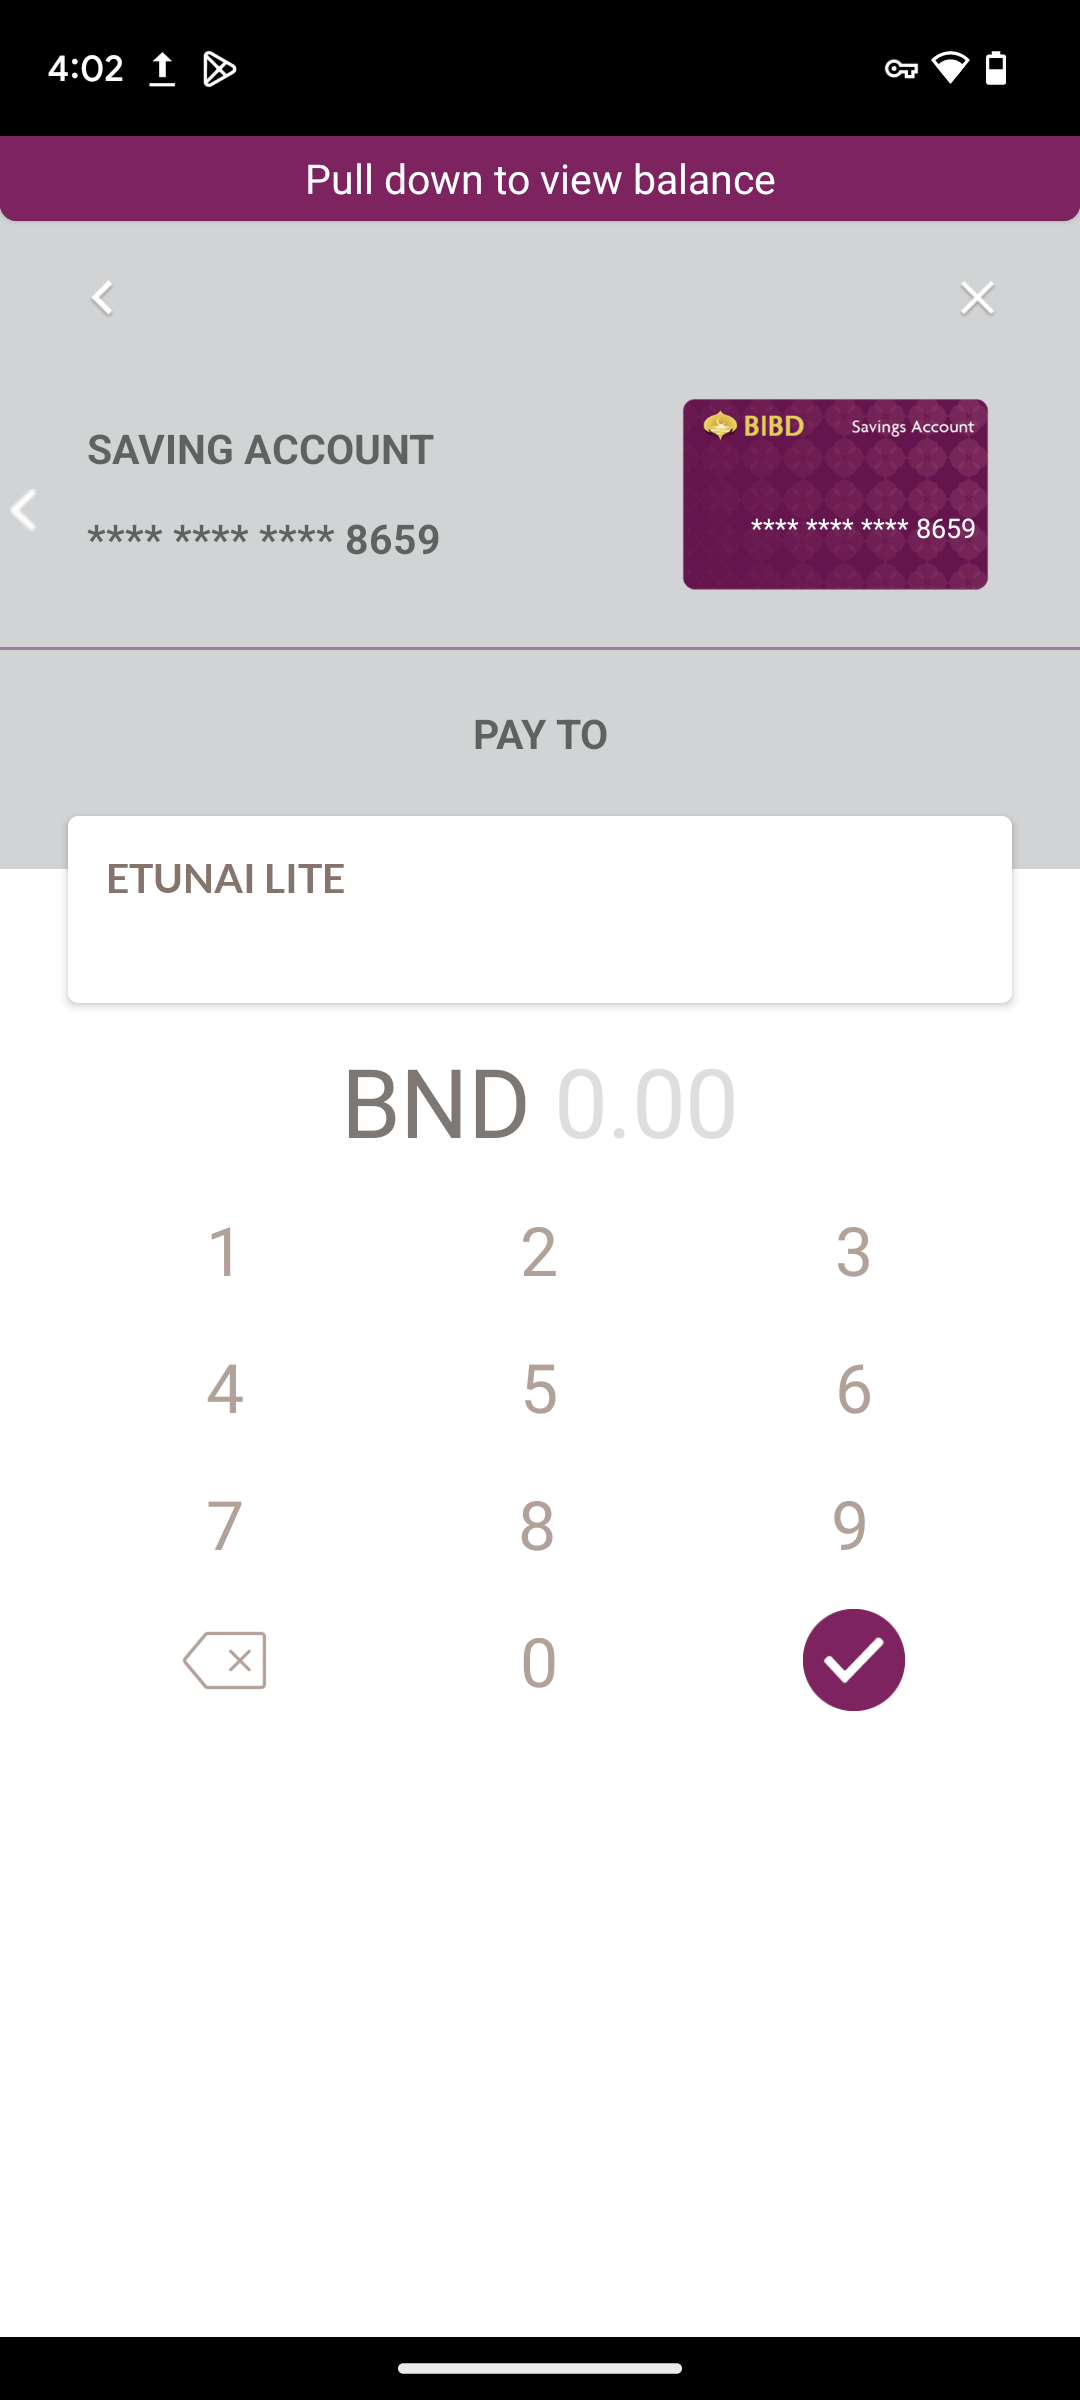 4:02
Pull down to view balance
SAVING ACCOUNT
**** **** **** 8659
BIBD Savings Account
**** **** **** 8659
PAY TO
ETUNAI LITE
BND 0.00
1 2 3
4 5 6
7 8 9
0